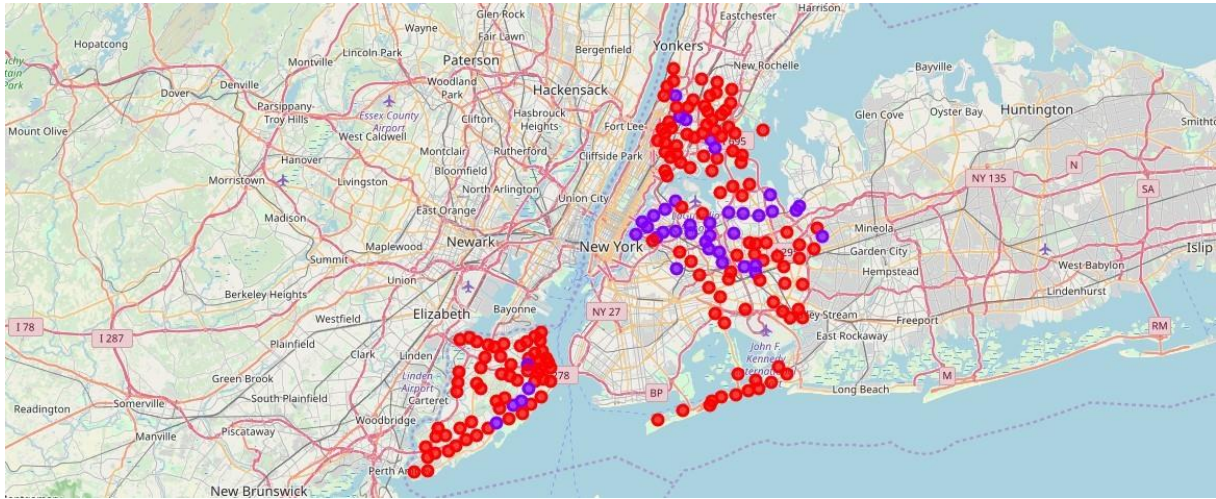 Hopatcong
Wayne
Glen Rock
Fair Lawn
Eastchester
Harrison
Montville
Lincoln Park
Paterson
Bergenfield
Yonkers
New Rochelle
Bayville
Dover
Denville
Woodland Park
Hackensack
Glen Cove
Oyster Bay
Huntington
Parsippany-Troy Hills
Essex County Airport
Hasbrouck Heights
Fort Lee
Mount Olive
West Caldwell
Clifton
Hanover
Montclair
Rutherford
Cliffside Park
N
Bloomfield
NY 135
SA
Morristown
Livingston
North Arlington
Union City
Madison
East Orange
Mineola
Maplewood
Newark
New York
Garden City
Islip
Summit
Union
Hempstead
West Babylon
Berkeley Heights
Lindenhurst
Elizabeth
Bayonne
NY 27
Freeport
I 78
Westfield
RM
I 287
Plainfield
Linden
John F. Kennedy
East Rockaway
Clark
Linden Airport
278
M
Green Brook
BP
Long Beach
Readington
Somerville
South Plainfield
Carteret
Woodbridge
Manville
Piscataway
Perth Am
New Brunswick